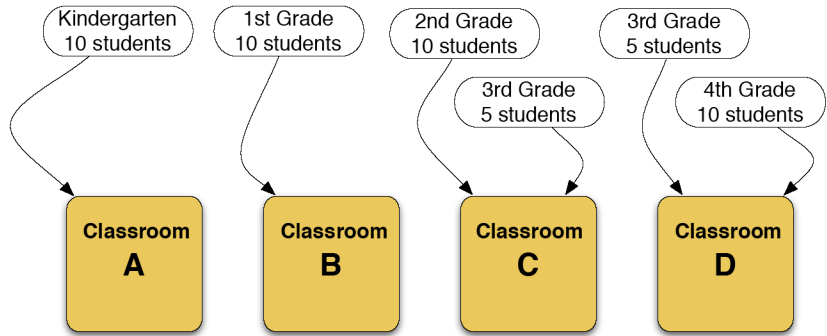 Kindergarten
10 students
1st Grade
10 students
2nd Grade
10 students
3rd Grade
5 students
3rd Grade
5 students
4th Grade
10 students
Classroom
A
Classroom
B
Classroom
C
Classroom
D